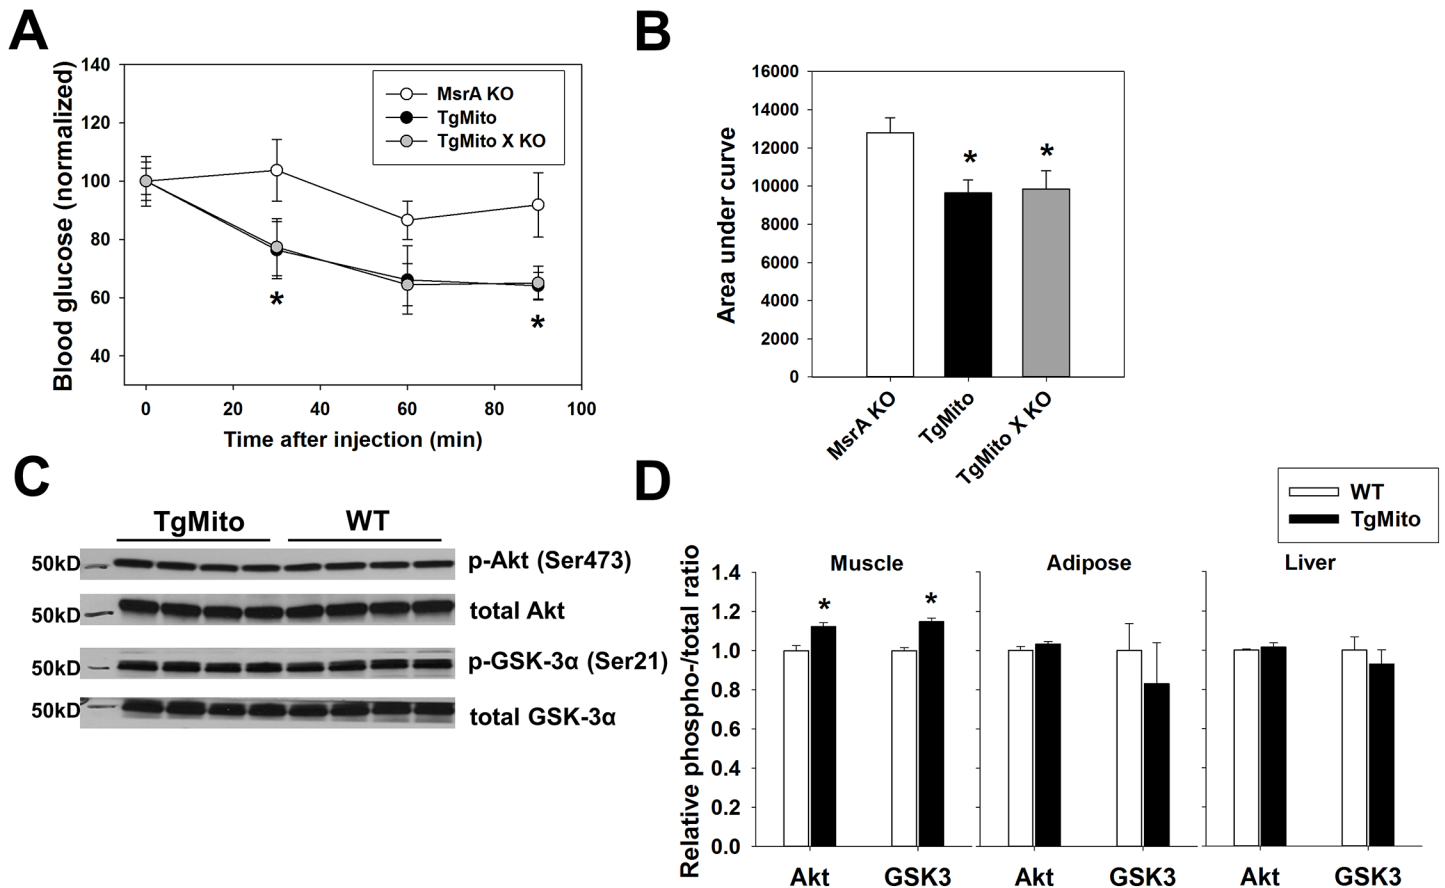 A
Blood glucose (normalized)
140
120
100
80
60
40
MsrA KO
TgMito
TgMito X KO
*
*
0 20 40 60 80 100
Time after injection (min)
B
Area under curve
16000
14000
12000
10000
8000
6000
4000
2000
0
* *
MsrA KO
TgMito
TgMito X KO
C
TgMito WT
50kD p-Akt (Ser473)
50kD total Akt
50kD p-GSK-3α (Ser21)
50kD total GSK-3α
D
WT
TgMito
Relative phospho-/total ratio
Muscle Adipose Liver
1.4
1.2
1.0
0.8
0.6
0.4
0.2
0.0
* *
Akt GSK3 Akt GSK3 Akt GSK3